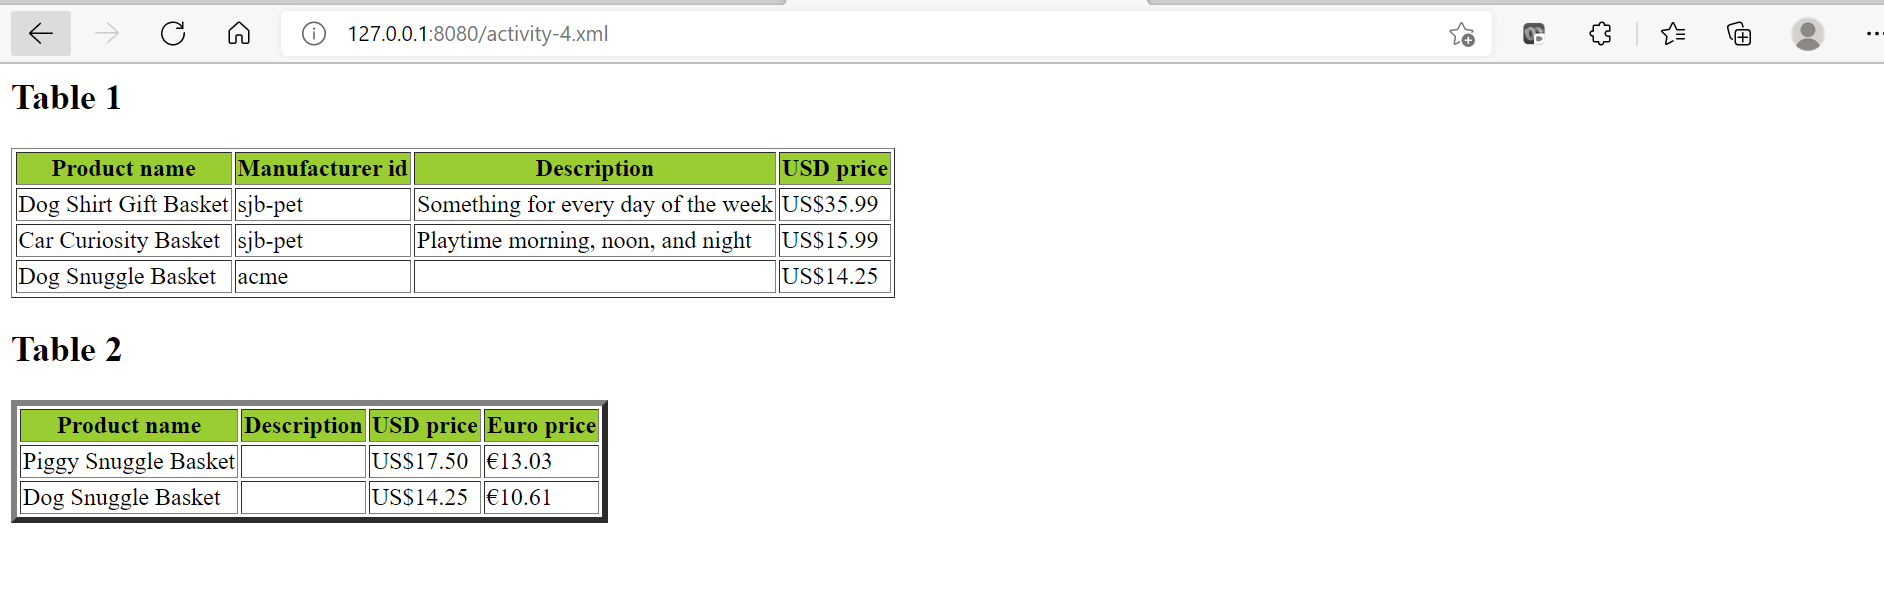 127.0.0.1:8080/activity-4.xml
Table 1
Product name Manufacturer id Description USD price
Dog Shirt Gift Basket sjb-pet Something for every day of the week US$35.99
Car Curiosity Basket sjb-pet Playtime morning, noon, and night US$15.99
Dog Snuggle Basket acme US$14.25
Table 2
Product name Description USD price Euro price
Piggy Snuggle Basket US$17.50 €13.03
Dog Snuggle Basket US$14.25 €10.61